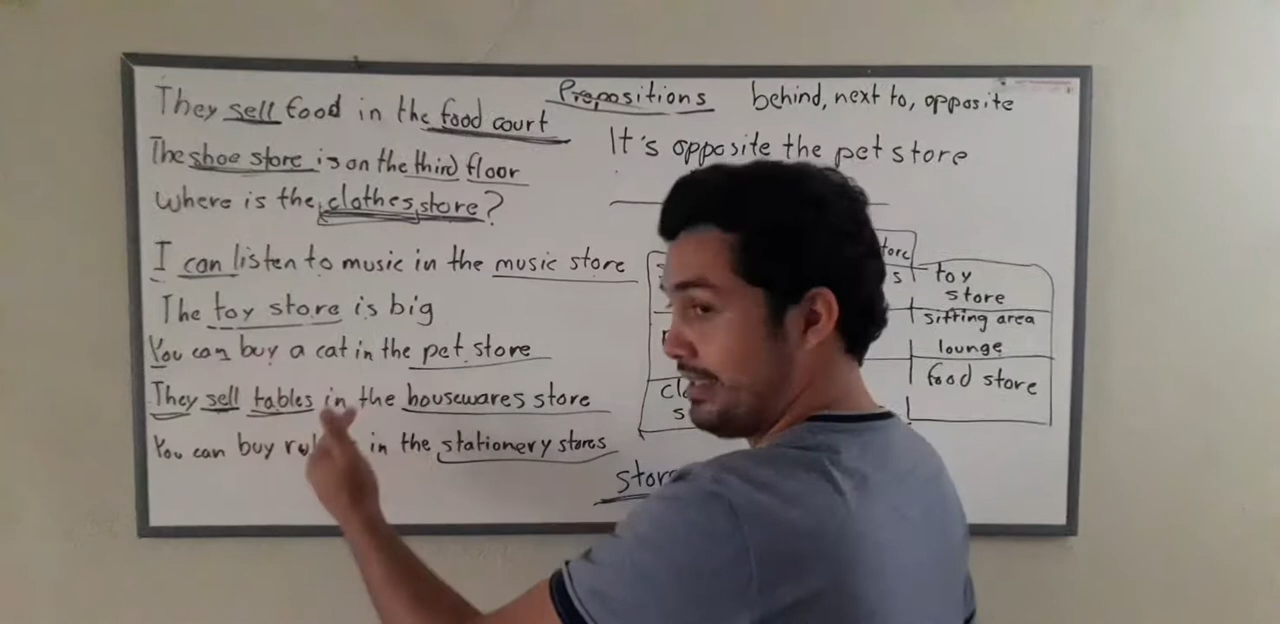 They sell food in the food court
The shoe store is on the third floor
Where is the clothes store?
I can listen to music in the music store
The toy store is big
You can buy a cat in the pet store
They sell tables in the housewares store
You can buy in the stationery stores
Prepositions behind, next to, opposite
It's opposite the pet store
toy
store
sitting area
lounge
food store